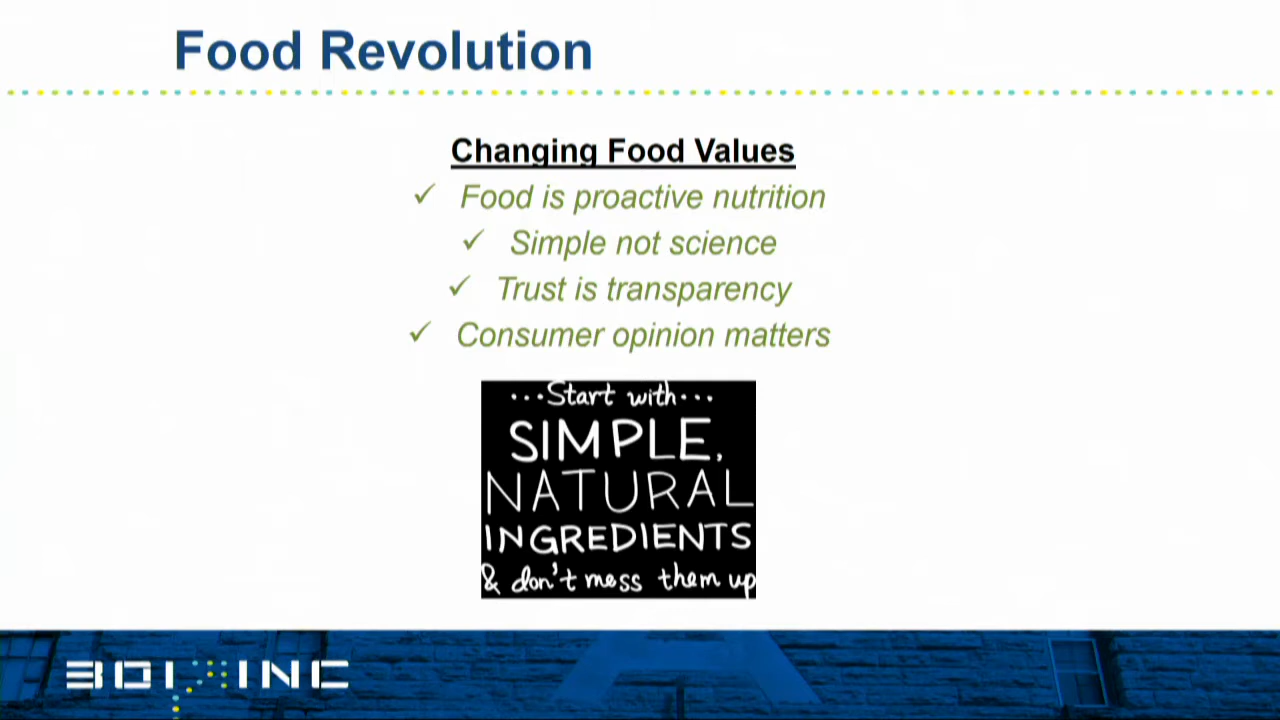 Food Revolution
Changing Food Values
✓ Food is proactive nutrition
✓ Simple not science
✓ Trust is transparency
✓ Consumer opinion matters
...Start with...
SIMPLE,
NATURAL
INGREDIENTS
& don't mess them up
INC